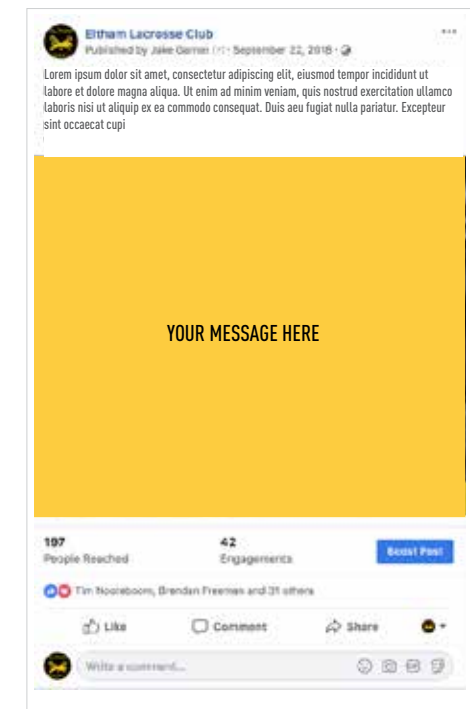 Eltham Lacrosse Club
Published by Jake Garner · September 22, 2018 ·
Lorem ipsum dolor sit amet, consectetur adipiscing elit, eiusmod tempor incididunt ut
labore et dolore magna aliqua. Ut enim ad minim veniam, quis nostrud exercitation ullamco
laboris nisi ut aliquip ex ea commodo consequat. Duis aeu fugiat nulla pariatur. Excepteur
sint occaecat cupi
YOUR MESSAGE HERE
197 42
People Reached Engagements Boost Post
Tim Nooteboom, Brendan Freeman and 31 others
Like Comment Share
Write a comment...